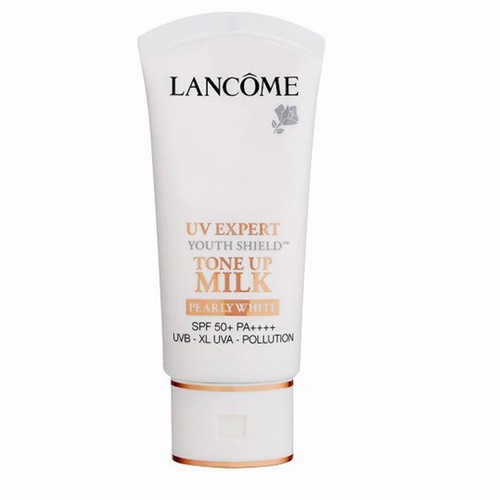 LANCÔME
UV EXPERT
YOUTH SHIELD™
TONE UP
MILK
PEARLY WHITE
SPF 50+ PA++++
UVB - XL UVA - POLLUTION